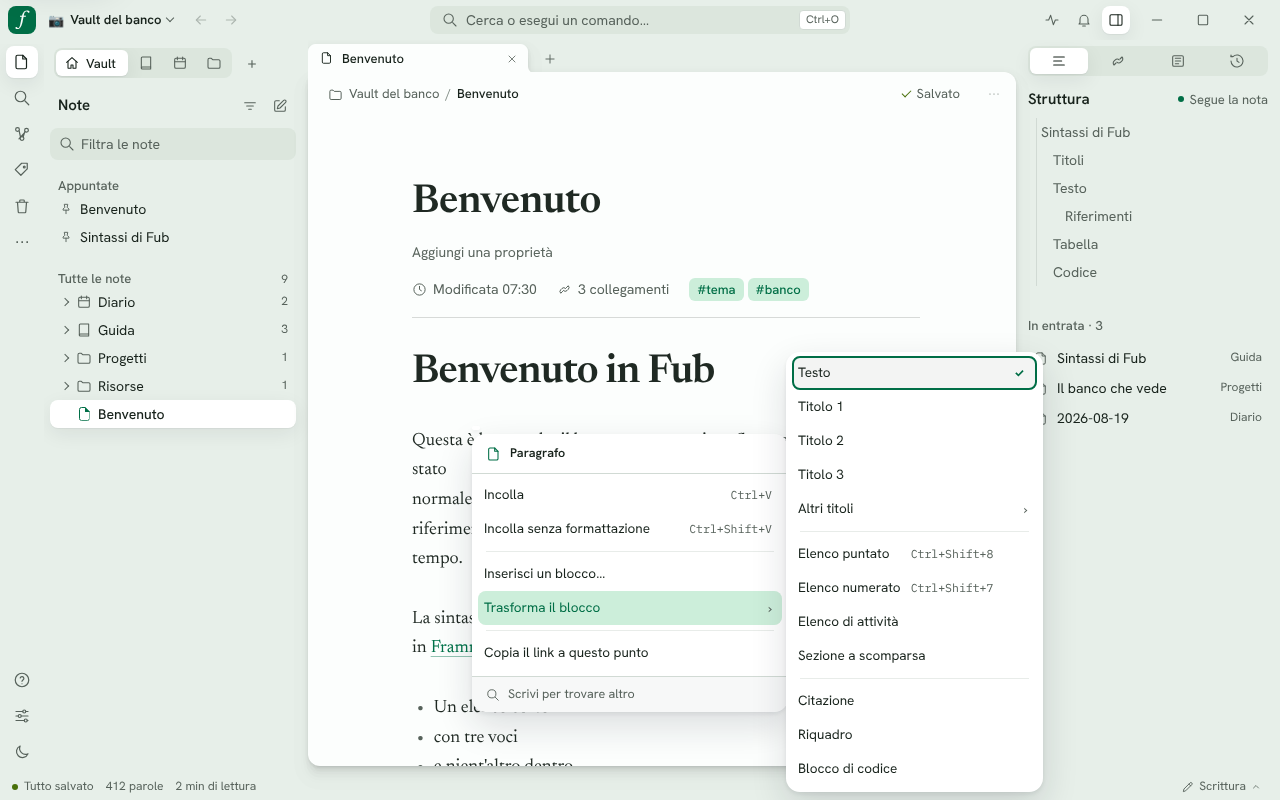 Vault del banco
Cerca o esegui un comando...
Ctrl+O
Vault
Note
Filtra le note
Appuntate
Benvenuto
Sintassi di Fub
Tutte le note 9
Diario 2
Guida 3
Progetti 1
Risorse 1
Benvenuto
Tutto salvato 412 parole 2 min di lettura
Benvenuto
Vault del banco / Benvenuto
Salvato
Benvenuto
Aggiungi una proprietà
Modificata 07:30 3 collegamenti #tema #banco
Benvenuto in Fub
Questa è
stato
normale
tempo.
La
in
Un
con tre voci
e nient'altro dentro
Paragrafo
Incolla Ctrl+V
Incolla senza formattazione Ctrl+Shift+V
Inserisci un blocco...
Trasforma il blocco
Copia il link a questo punto
Scrivi per trovare altro
Testo
Titolo 1
Titolo 2
Titolo 3
Altri titoli
Elenco puntato Ctrl+Shift+8
Elenco numerato Ctrl+Shift+7
Elenco di attività
Sezione a scomparsa
Citazione
Riquadro
Blocco di codice
Struttura
Segue la nota
Sintassi di Fub
Titoli
Testo
Riferimenti
Tabella
Codice
In entrata · 3
Sintassi di Fub Guida
Il banco che vede Progetti
2026-08-19 Diario
Scrittura